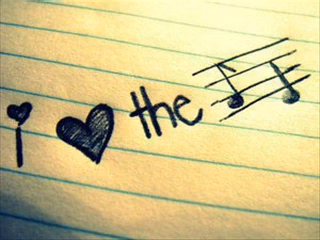 i ♥ the ♫